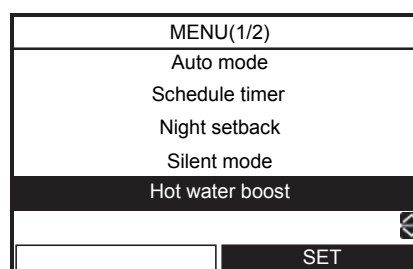 MENU(1/2)
Auto mode
Schedule timer
Night setback
Silent mode
Hot water boost
SET